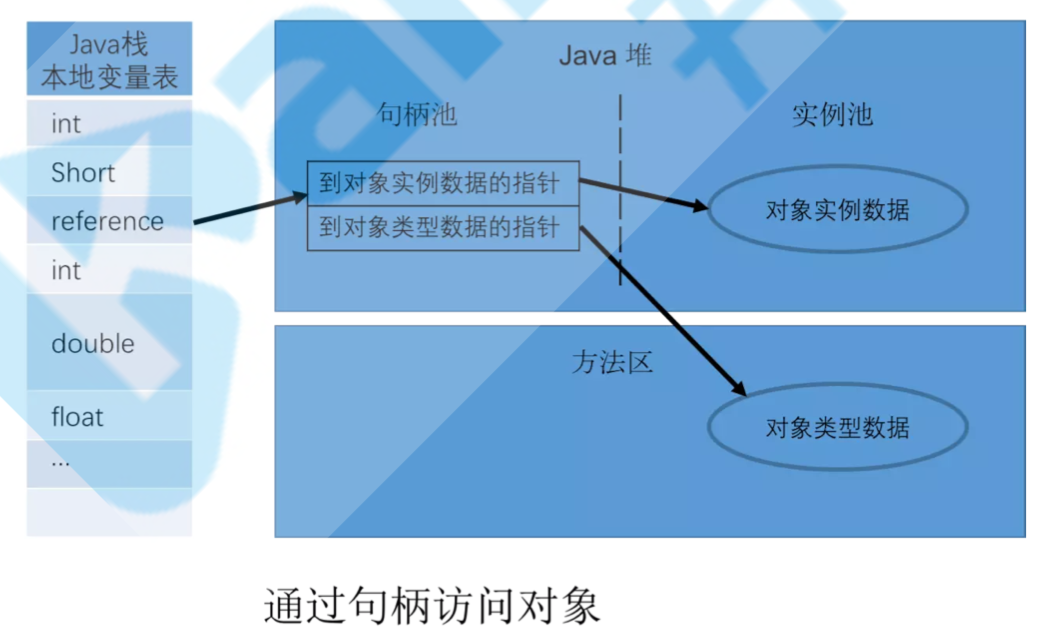 Java栈
本地变量表
int
Short
reference
int
double
float
...
Java 堆
句柄池
实例池
到对象实例数据的指针
到对象类型数据的指针
对象实例数据
方法区
对象类型数据
通过句柄访问对象